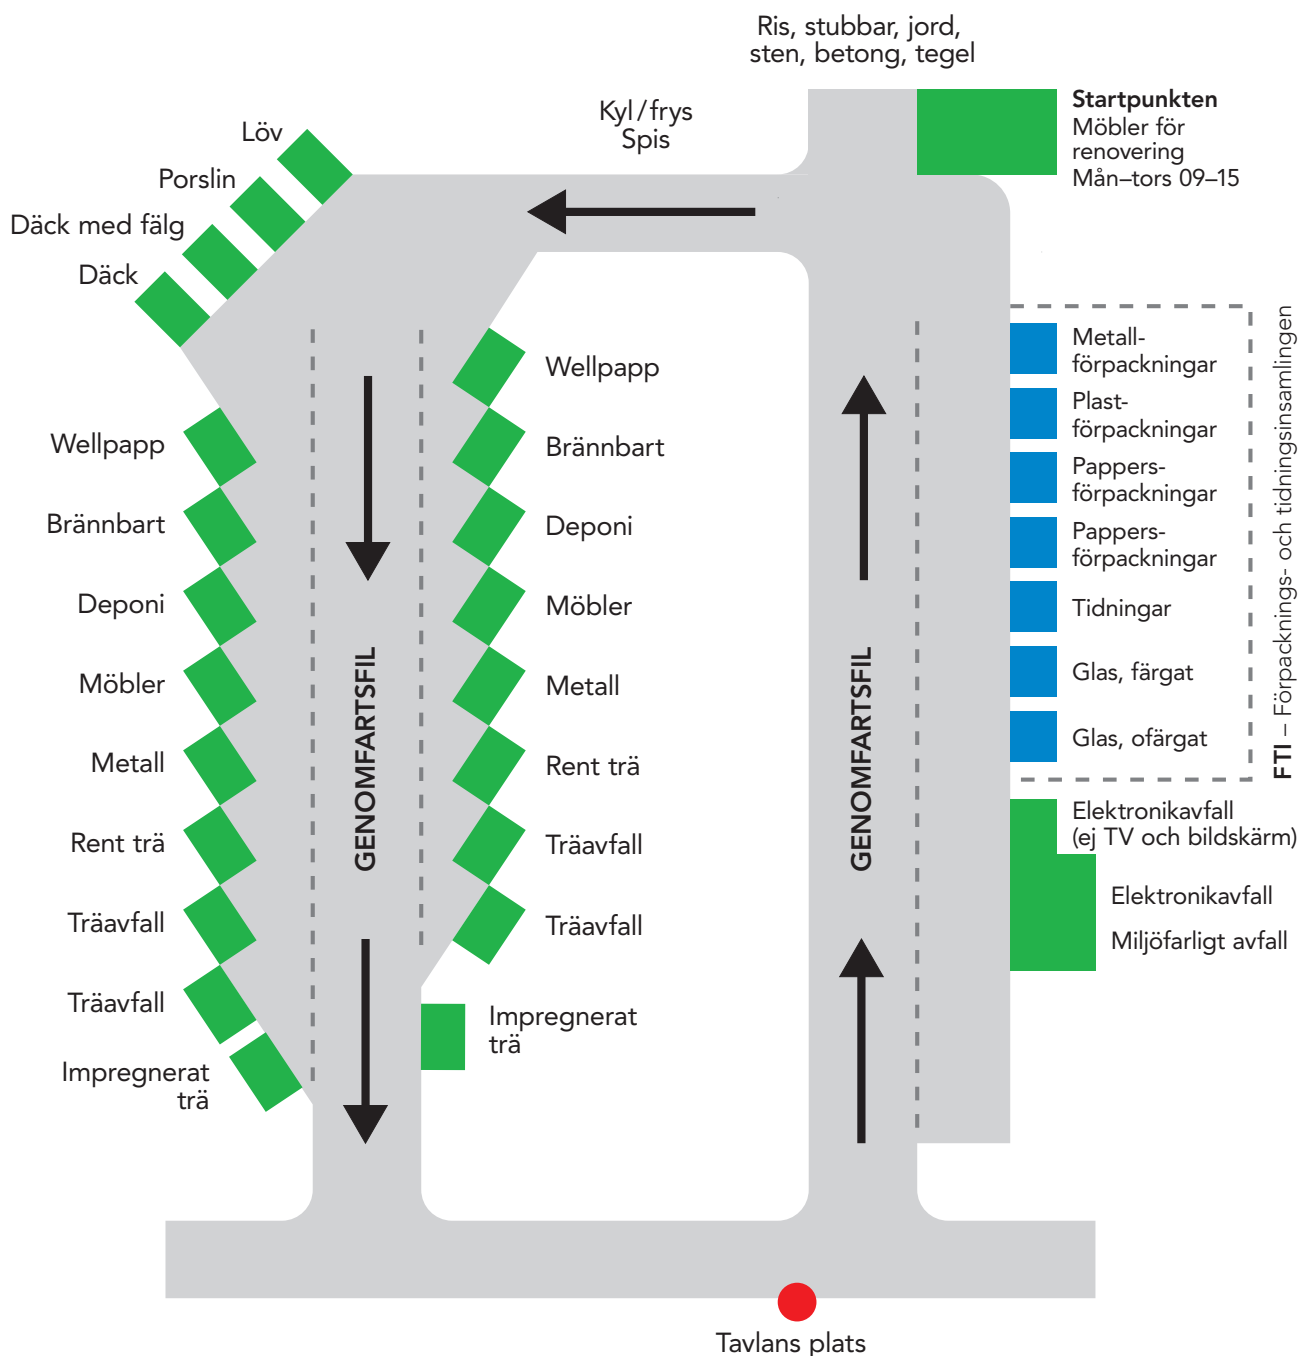 Ris, stubbar, jord,
sten, betong, tegel
Kyl/frys
Spis
Startpunkten
Möbler för
renovering
Mån–tors 09–15
Löv
Porslin
Däck med fälg
Däck
Wellpapp
Brännbart
Deponi
Möbler
Metall
Rent trä
Träavfall
Träavfall
Impregnerat
trä
GENOMFARTSFIL
Wellpapp
Brännbart
Deponi
Möbler
Metall
Rent trä
Träavfall
Träavfall
Impregnerat
trä
GENOMFARTSFIL
Metall-
förpackningar
Plast-
förpackningar
Pappers-
förpackningar
Pappers-
förpackningar
Tidningar
Glas, färgat
Glas, ofärgat
FTI – Förpacknings- och tidningsinsamlingen
Elektronikavfall
(ej TV och bildskärm)
Elektronikavfall
Miljöfarligt avfall
Tavlans plats